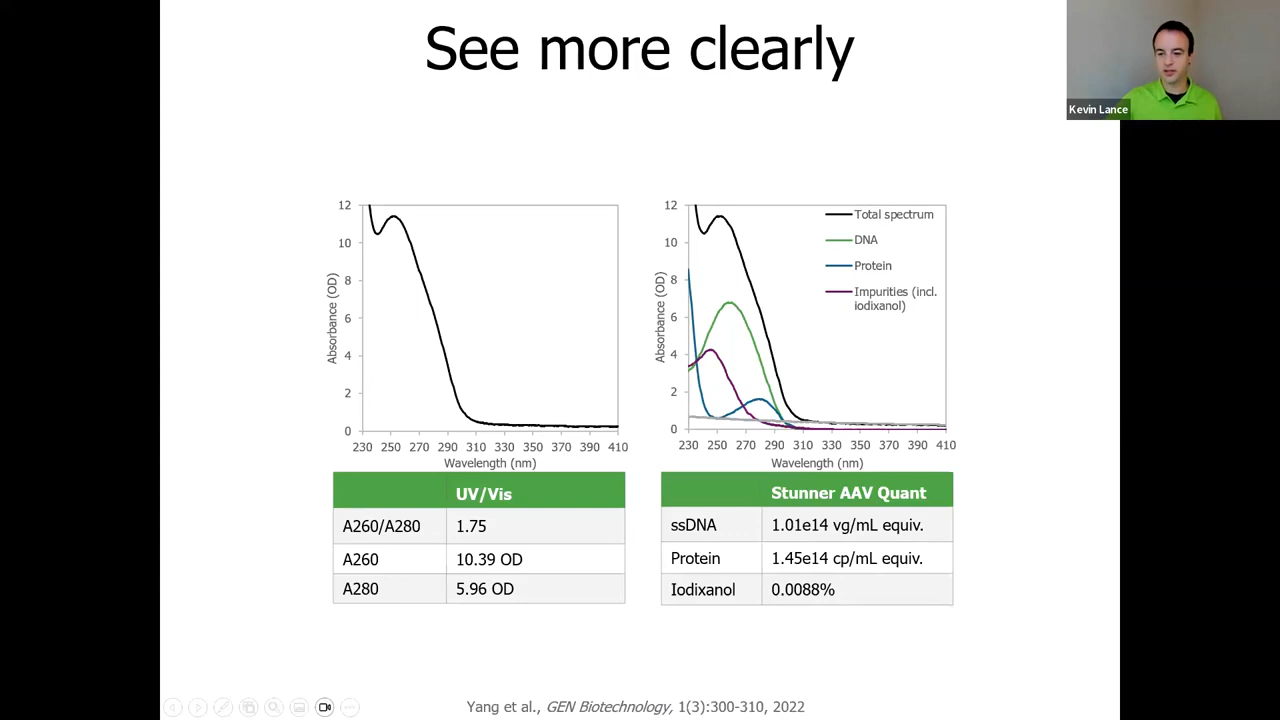 See more clearly
Kevin Lance
12
10
8
6
4
2
0
Absorbance (OD)
230 250 270 290 310 330 350 370 390 410
Wavelength (nm)
12
10
8
6
4
2
0
Absorbance (OD)
230 250 270 290 310 330 350 370 390 410
Wavelength (nm)
Total spectrum
DNA
Protein
Impurities (incl.
iodixanol)
UV/Vis
A260/A280 1.75
A260 10.39 OD
A280 5.96 OD
Stunner AAV Quant
ssDNA 1.01e14 vg/mL equiv.
Protein 1.45e14 cp/mL equiv.
Iodixanol 0.0088%
Yang et al., GEN Biotechnology, 1(3):300-310, 2022